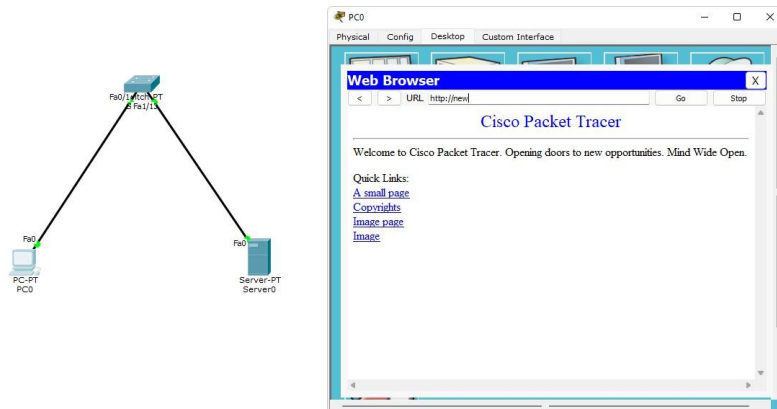 PC0
Physical Config Desktop Custom Interface
Web Browser X
< > URL http://new Go Stop
Cisco Packet Tracer
Welcome to Cisco Packet Tracer. Opening doors to new opportunities. Mind Wide Open.
Quick Links:
A small page
Copyrights
Image page
Image
Fa0/1
Fa1/1
Fa0
Fa0
PC-PT
PC0
Server-PT
Server0